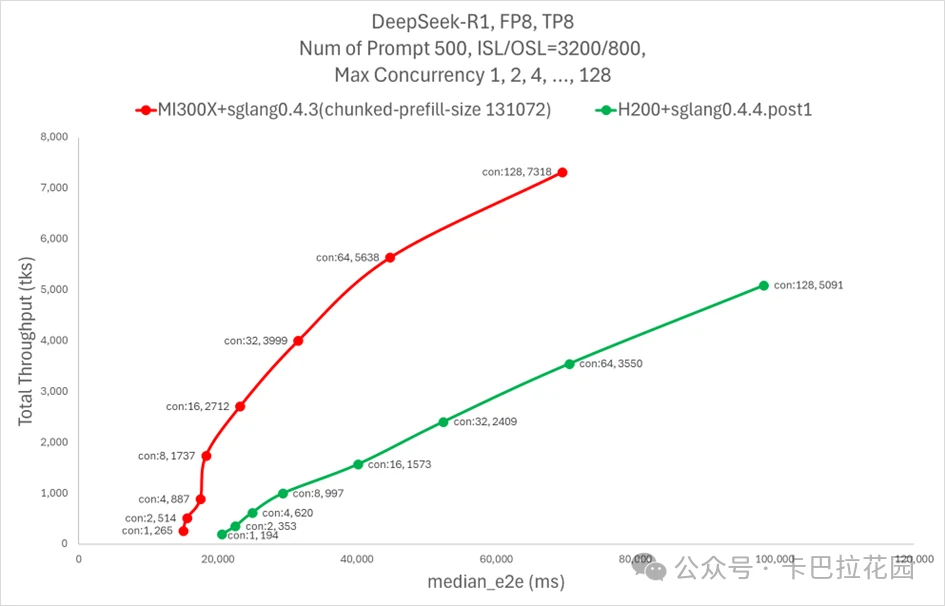 DeepSeek-R1, FP8, TP8
Num of Prompt 500, ISL/OSL=3200/800,
Max Concurrency 1, 2, 4, ..., 128
MI300X+sglang0.4.3(chunked-prefill-size 131072)
H200+sglang0.4.4.post1
Total Throughput (tks)
8,000
7,000
6,000
5,000
4,000
3,000
2,000
1,000
0
con:128, 7318
con:64, 5638
con:32, 3999
con:16, 2712
con:8, 1737
con:4, 887
con:2, 514
con:1, 265
con:128, 5091
con:64, 3550
con:32, 2409
con:16, 1573
con:8, 997
con:4, 620
con:2, 353
con:1, 194
0
20,000
40,000
60,000
80,000
100,000
120,000
median_e2e (ms)
公众号 · 卡巴拉花园